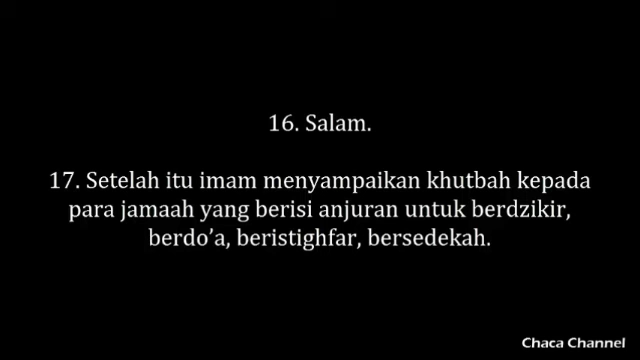 16. Salam.
17. Setelah itu imam menyampaikan khutbah kepada
para jamaah yang berisi anjuran untuk berdzikir,
berdo’a, beristighfar, bersedekah.
Chaca Channel